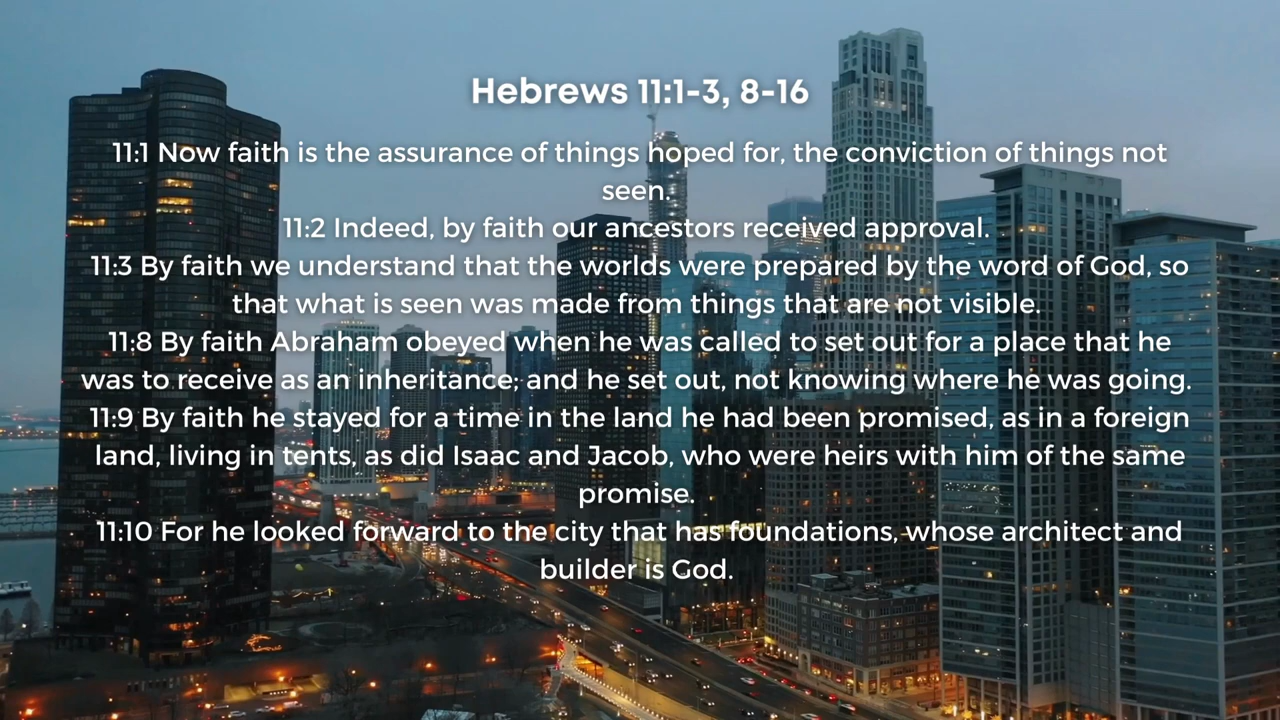 Hebrews 11:1-3, 8-16
11:1 Now faith is the assurance of things hoped for, the conviction of things not
seen.
11:2 Indeed, by faith our ancestors received approval.
11:3 By faith we understand that the worlds were prepared by the word of God, so
that what is seen was made from things that are not visible.
11:8 By faith Abraham obeyed when he was called to set out for a place that he
was to receive as an inheritance; and he set out, not knowing where he was going.
11:9 By faith he stayed for a time in the land he had been promised, as in a foreign
land, living in tents, as did Isaac and Jacob, who were heirs with him of the same
promise.
11:10 For he looked forward to the city that has foundations, whose architect and
builder is God.